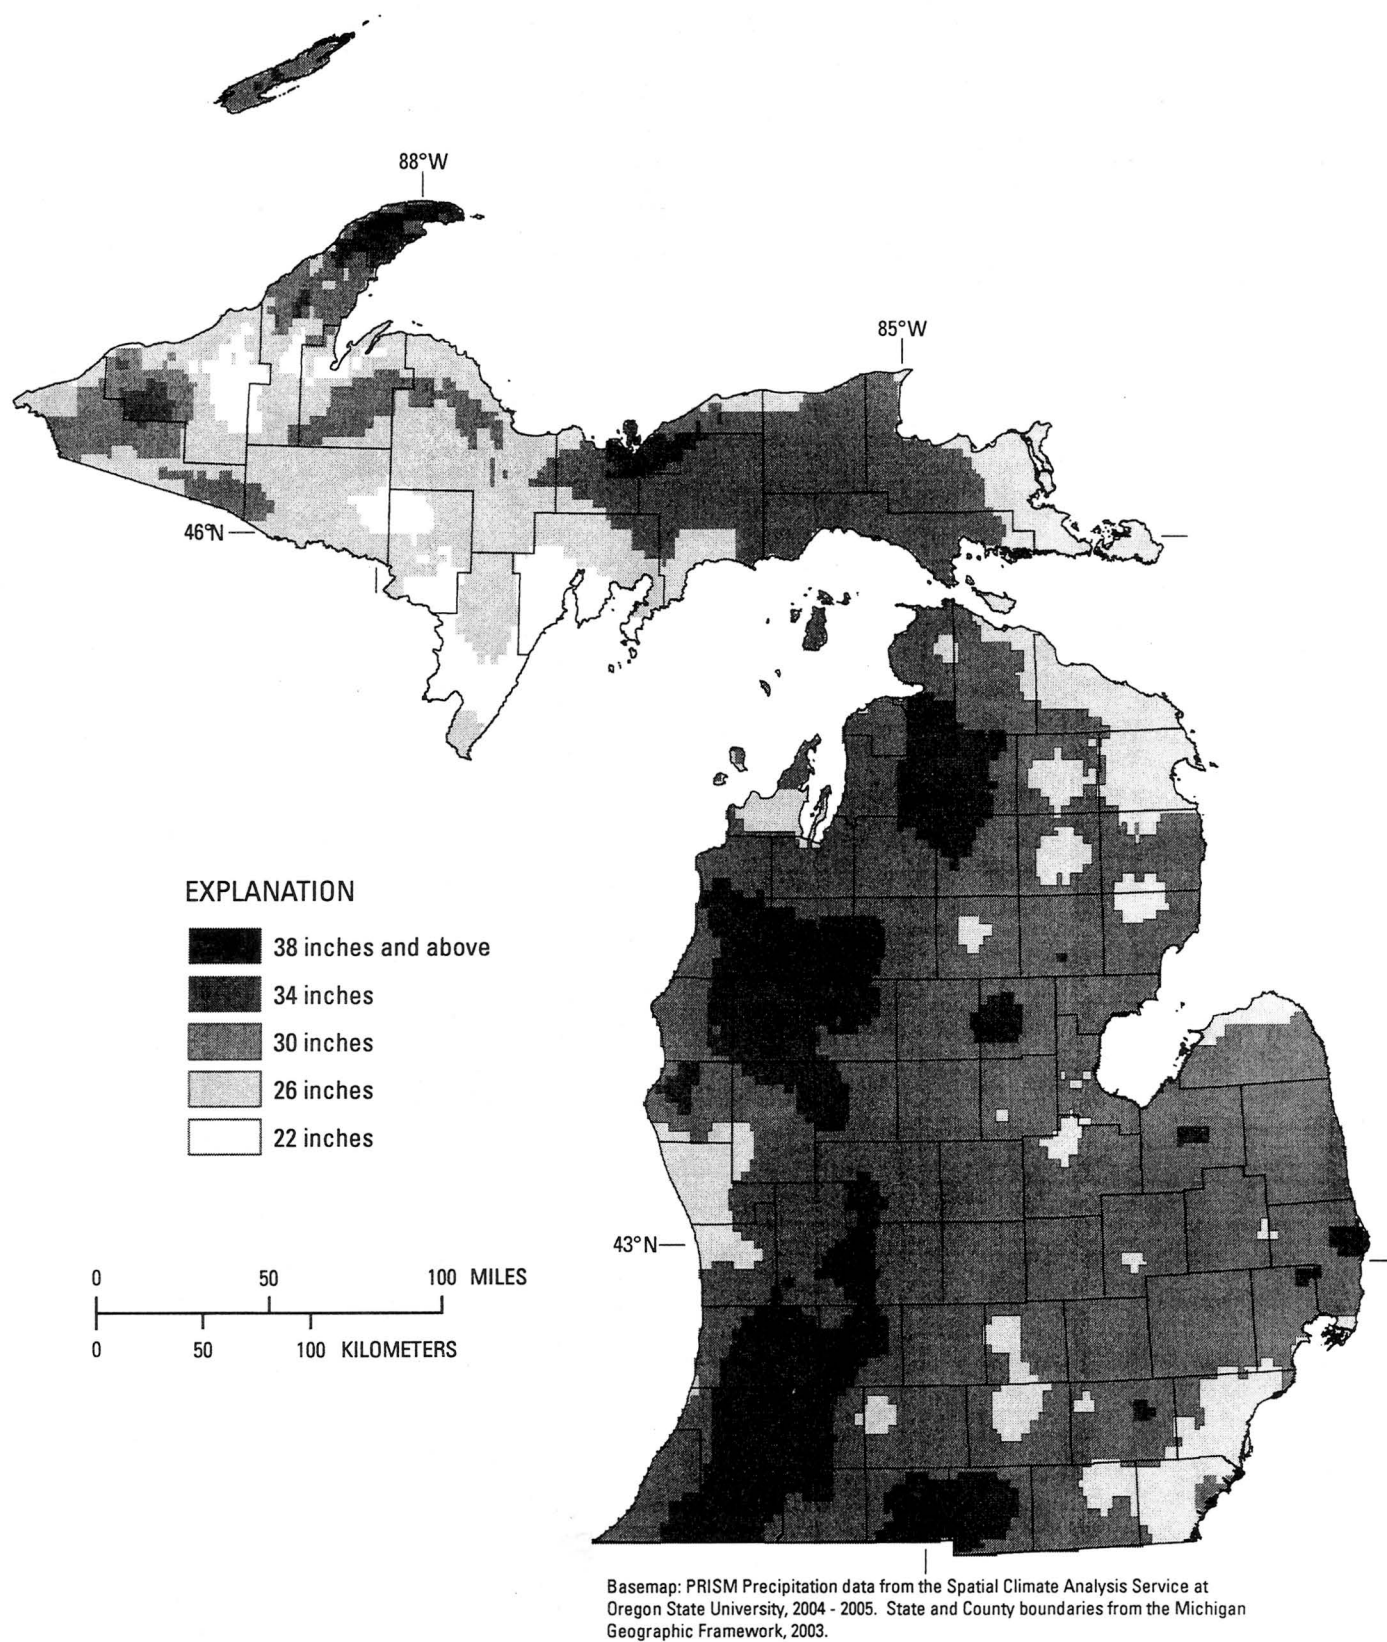 88°W
85°W
46°N
EXPLANATION
38 inches and above
34 inches
30 inches
26 inches
22 inches
43°N
0 50 100 MILES
0 50 100 KILOMETERS
Basemap: PRISM Precipitation data from the Spatial Climate Analysis Service at
Oregon State University, 2004 - 2005. State and County boundaries from the Michigan
Geographic Framework, 2003.